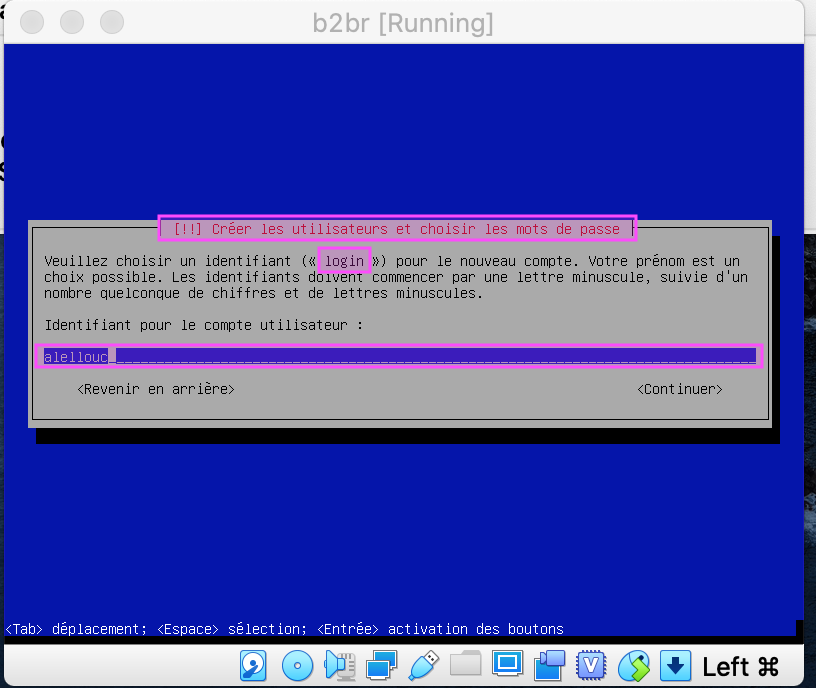 b2br [Running]
[!!] Créer les utilisateurs et choisir les mots de passe
Veuillez choisir un identifiant (« login ») pour le nouveau compte. Votre prénom est un
choix possible. Les identifiants doivent commencer par une lettre minuscule, suivie d'un
nombre quelconque de chiffres et de lettres minuscules.
Identifiant pour le compte utilisateur :
alellouc
<Revenir en arrière> <Continuer>
<Tab> déplacement; <Espace> sélection; <Entrée> activation des boutons
Left ⌘